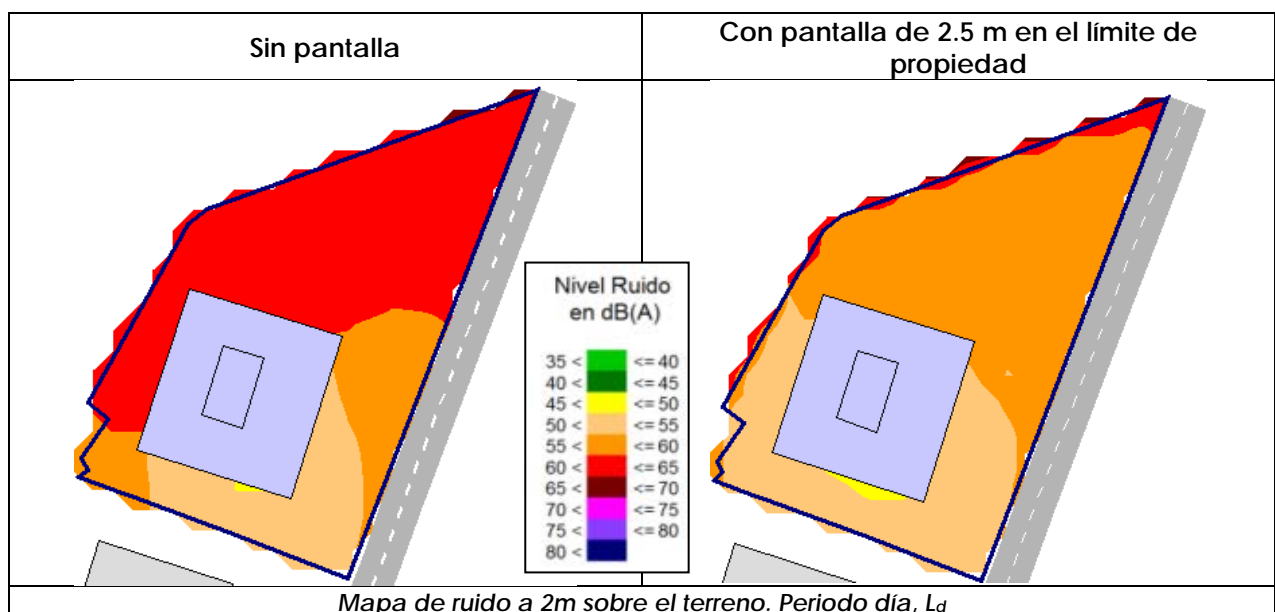 Sin pantalla
Con pantalla de 2.5 m en el límite de
propiedad
Nivel Ruido
en dB(A)
35 < <= 40
40 < <= 45
45 < <= 50
50 < <= 55
55 < <= 60
60 < <= 65
65 < <= 70
70 < <= 75
75 < <= 80
80 <
Mapa de ruido a 2m sobre el terreno. Periodo día, Ld